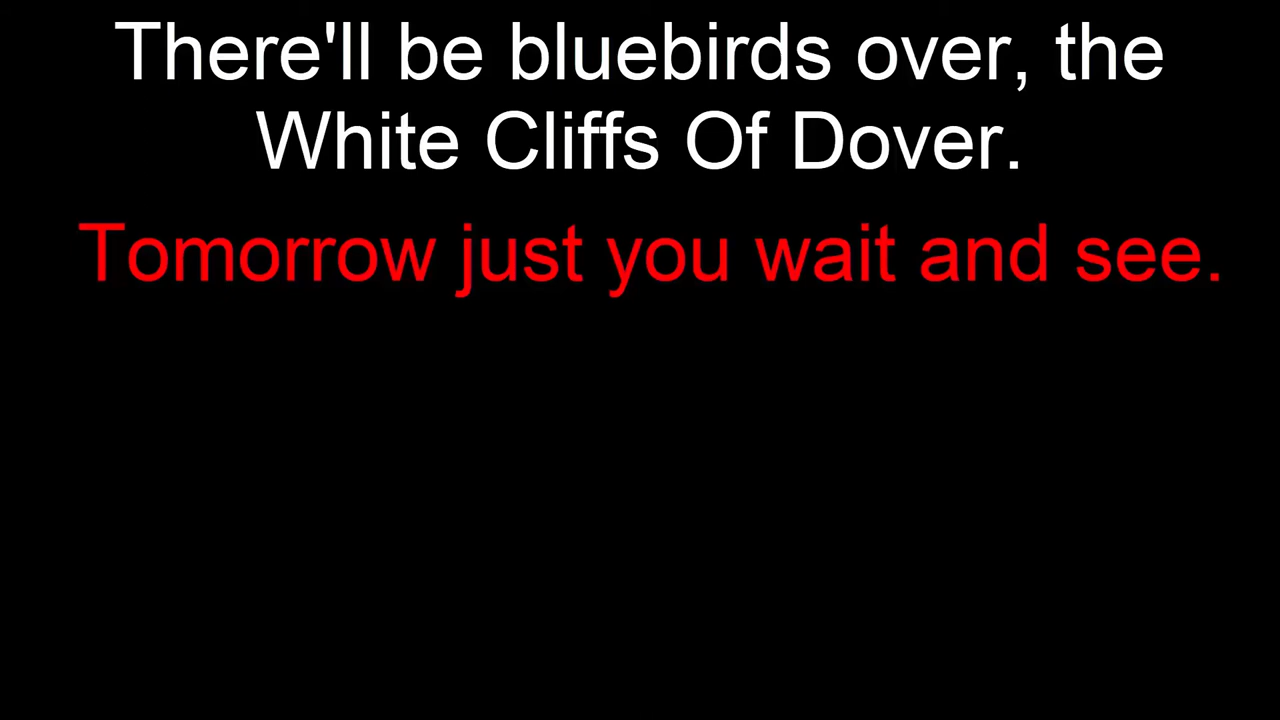 There'll be bluebirds over, the
White Cliffs Of Dover.
Tomorrow just you wait and see.